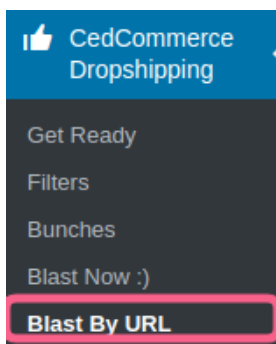 CedCommerce
Dropshipping
Get Ready
Filters
Bunches
Blast Now :)
Blast By URL